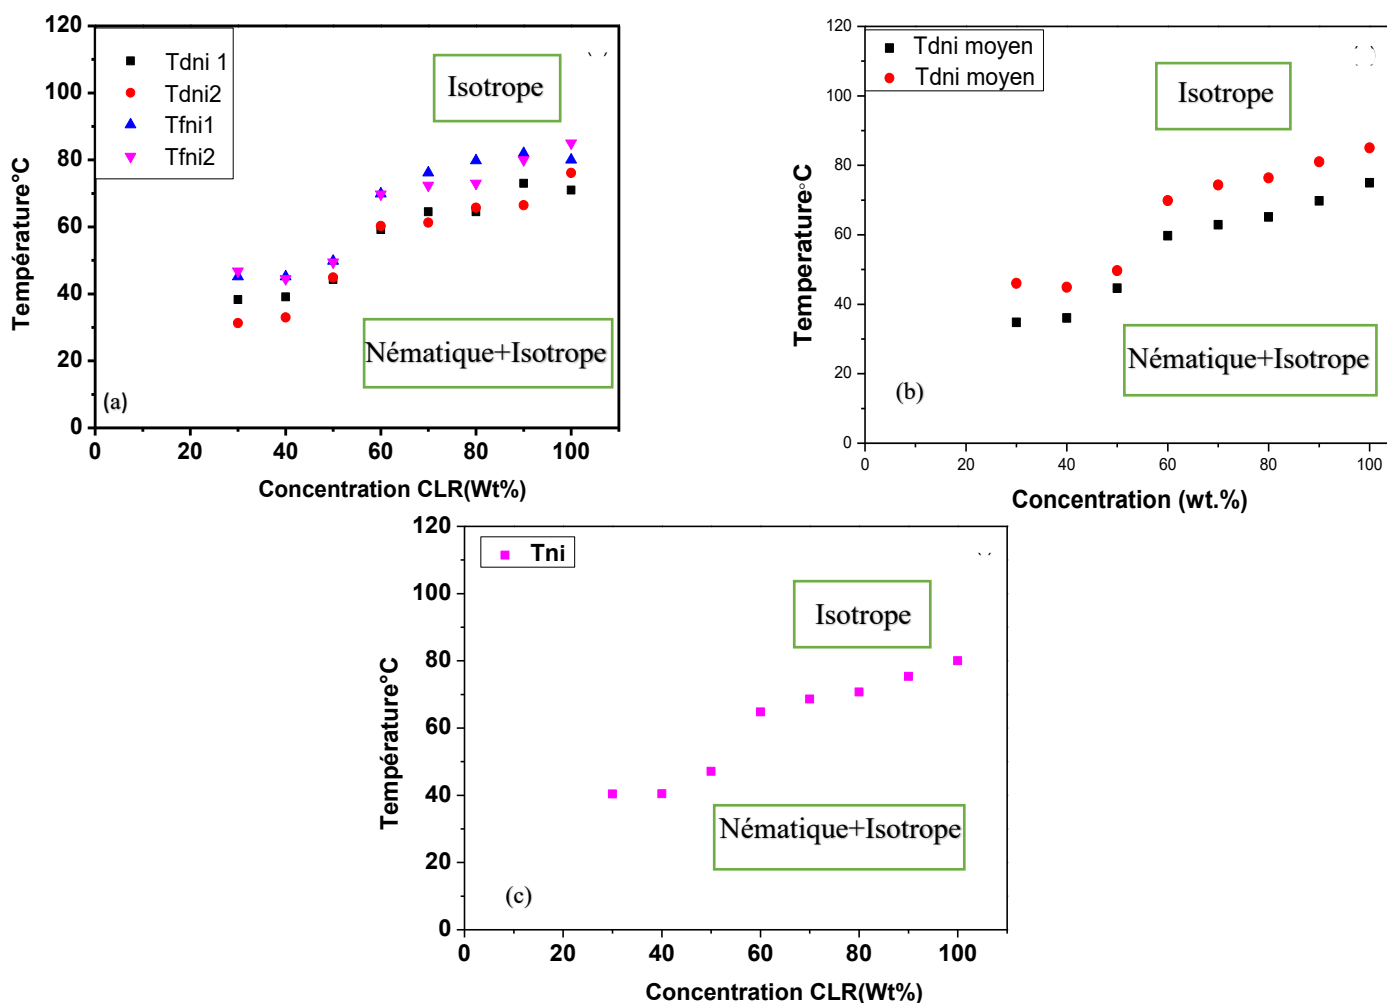 120
100
80
60
40
20
0
Température°C
Tdni 1
Tdni2
Tfni1
Tfni2
Isotrope
Nématique+Isotrope
(a)
0 20 40 60 80 100
Concentration CLR(Wt%)
120
100
80
60
40
20
0
Temperature°C
Tdni moyen
Tdni moyen
Isotrope
Nématique+Isotrope
(b)
0 20 40 60 80 100
Concentration (wt.%)
120
100
80
60
40
20
0
Température°C
Tni
Isotrope
Nématique+Isotrope
(c)
0 20 40 60 80 100
Concentration CLR(Wt%)